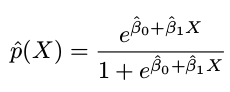 p̂(X) = e^{β̂₀+β̂₁X} / (1 + e^{β̂₀+β̂₁X})